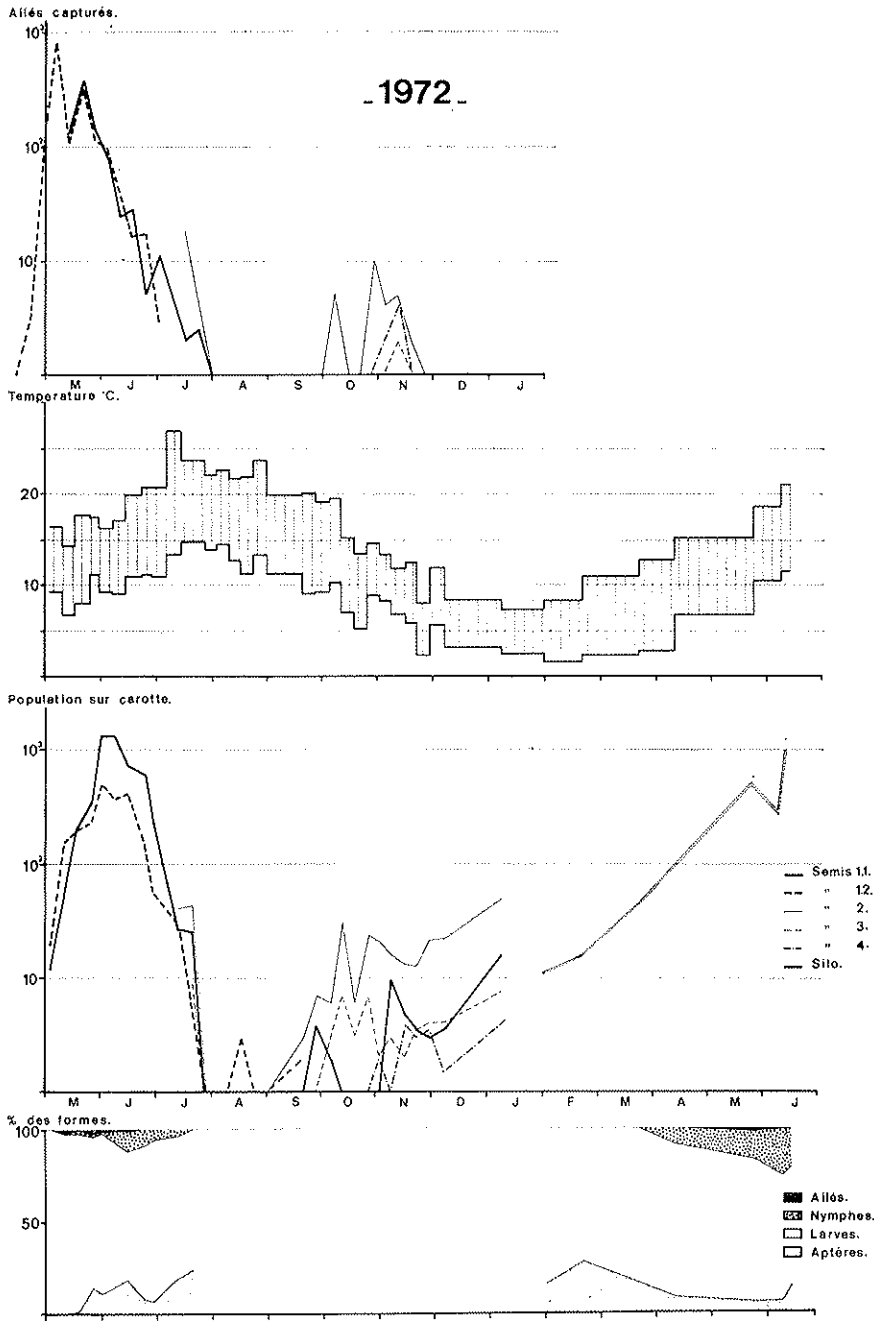 Ailés capturés.
10³
_ 1972 _
10²
10
M J J A S O N D J
Temperature °C.
20
10
Population sur carotte.
10³
10²
10
Semis 1.1.
" 1.2.
" 2.
" 3.
" 4.
Silo.
M J J A S O N D J F M A M J
% des formes.
100
50
Ailés.
Nymphes.
Larves.
Aptères.